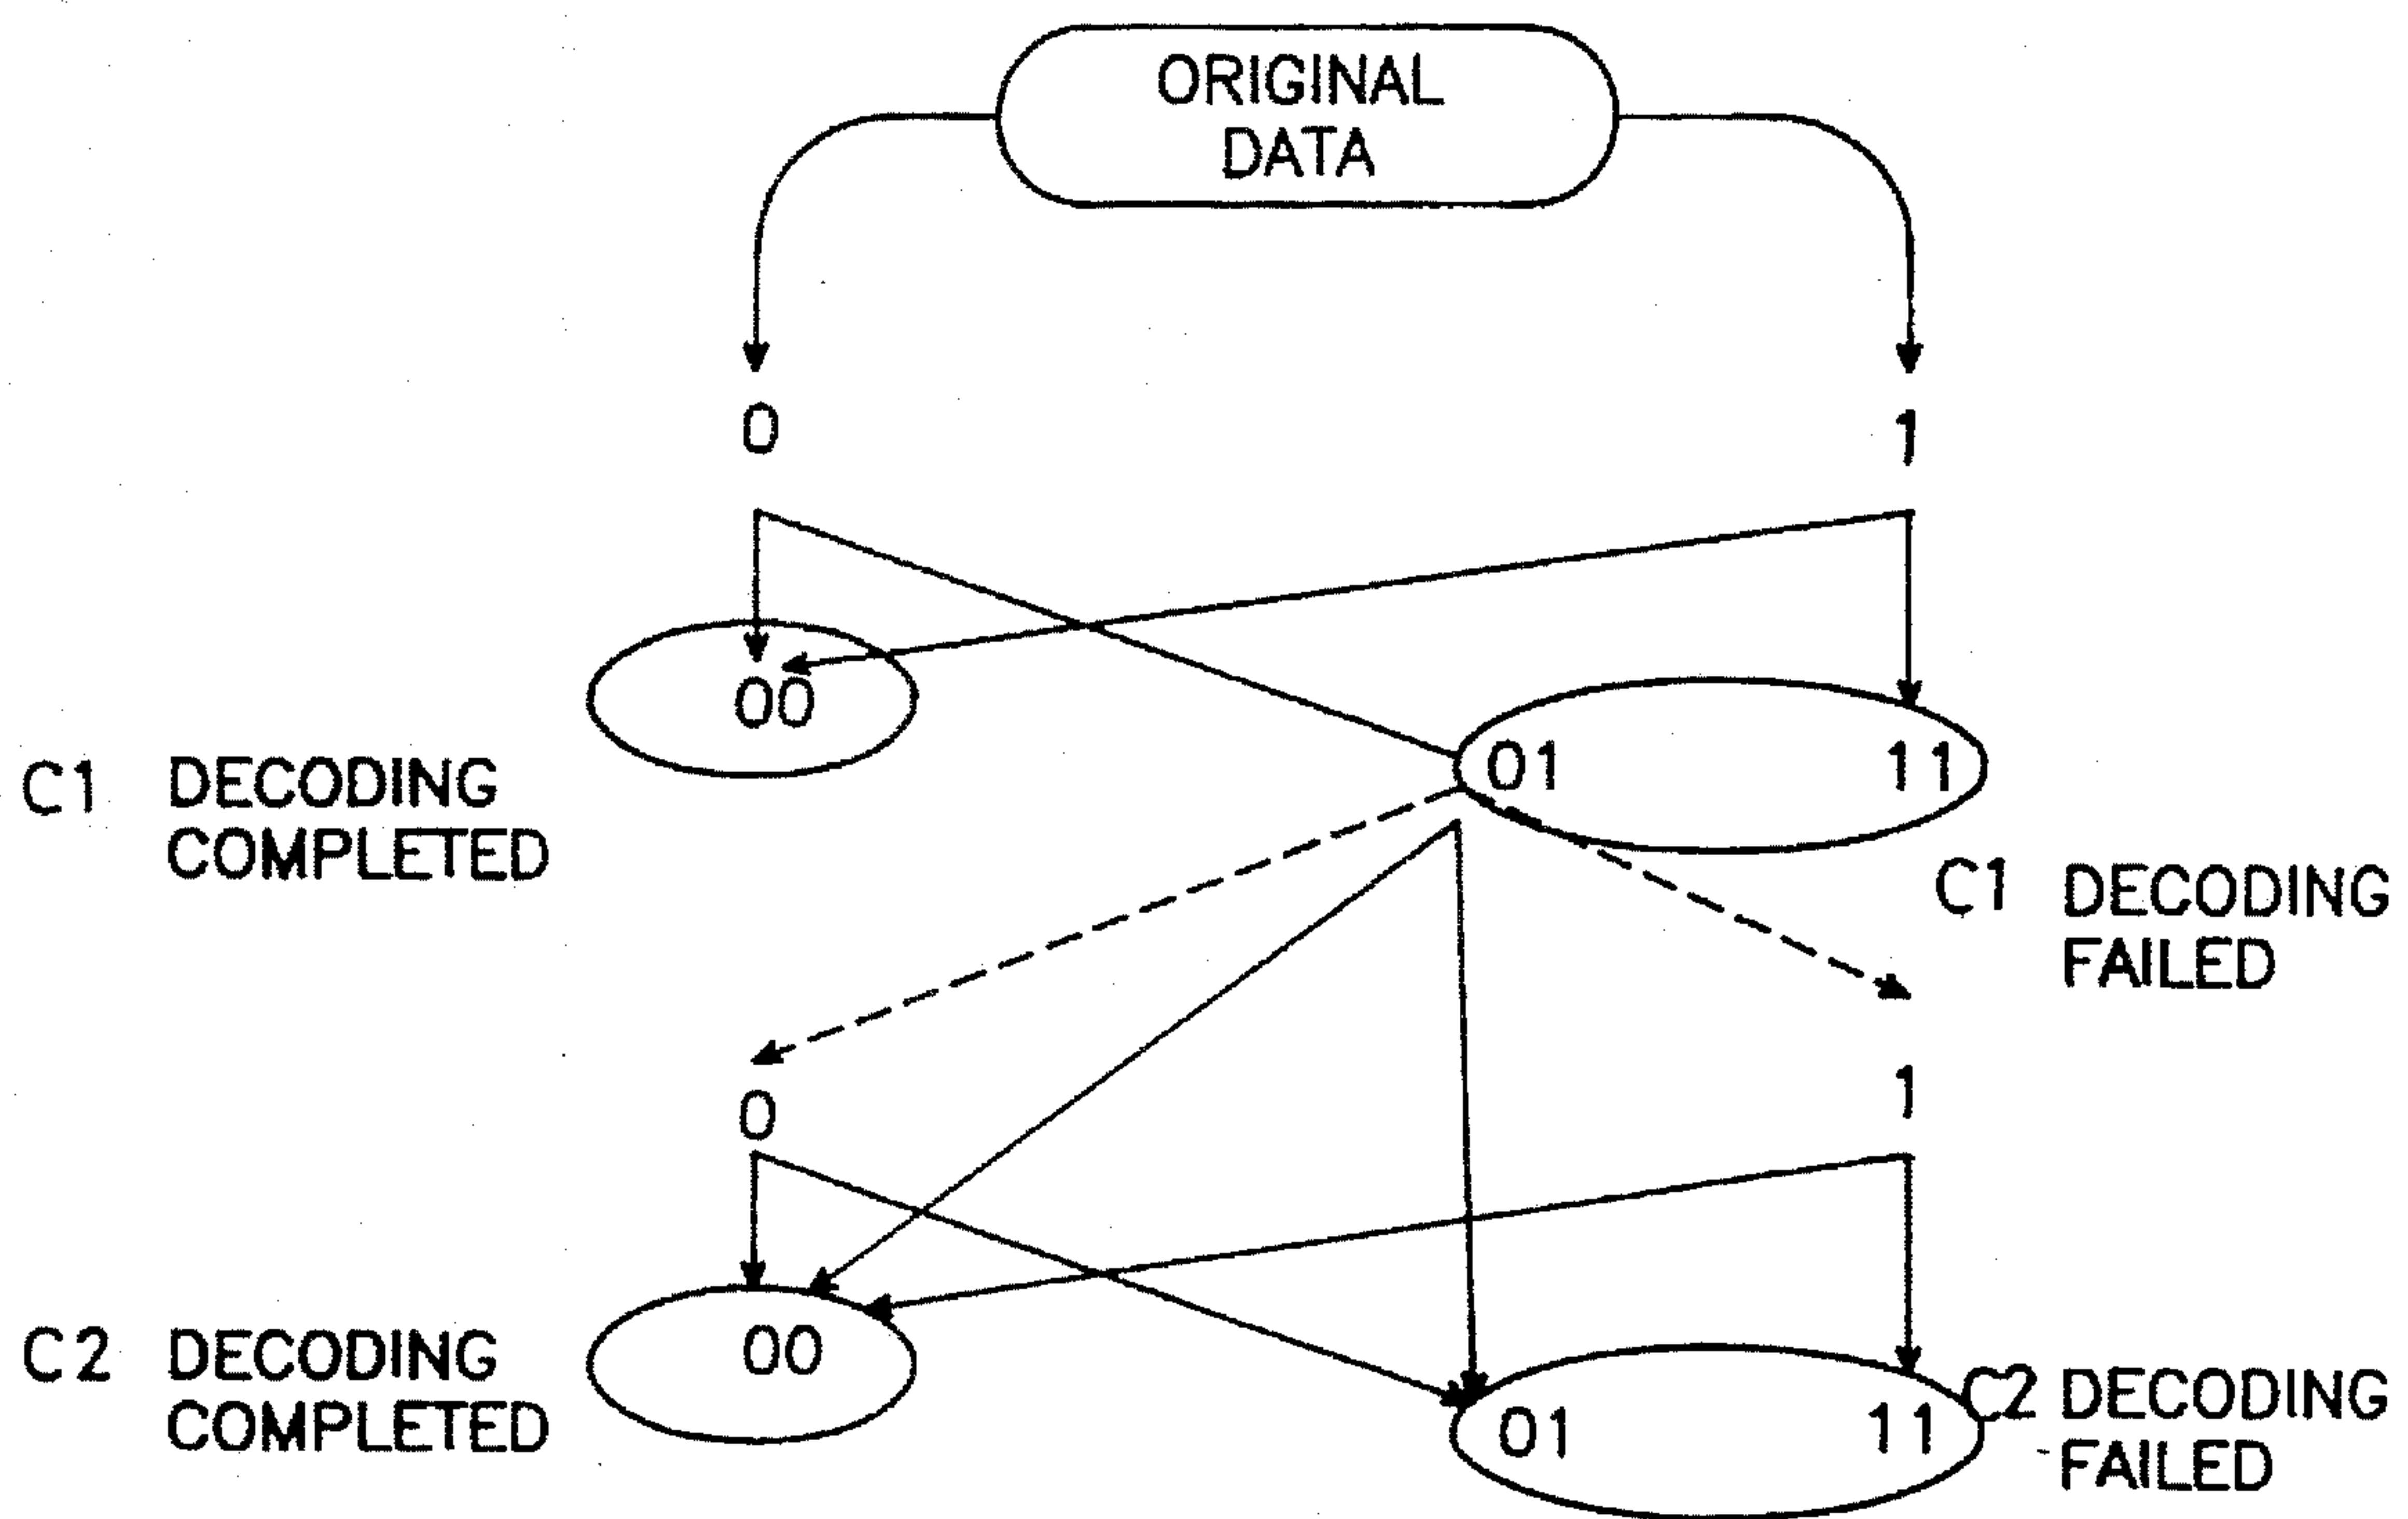 ORIGINAL
DATA
0
1
00
01 11
C1 DECODING
COMPLETED
C1 DECODING
FAILED
0
1
00
01 11
C2 DECODING
COMPLETED
C2 DECODING
FAILED